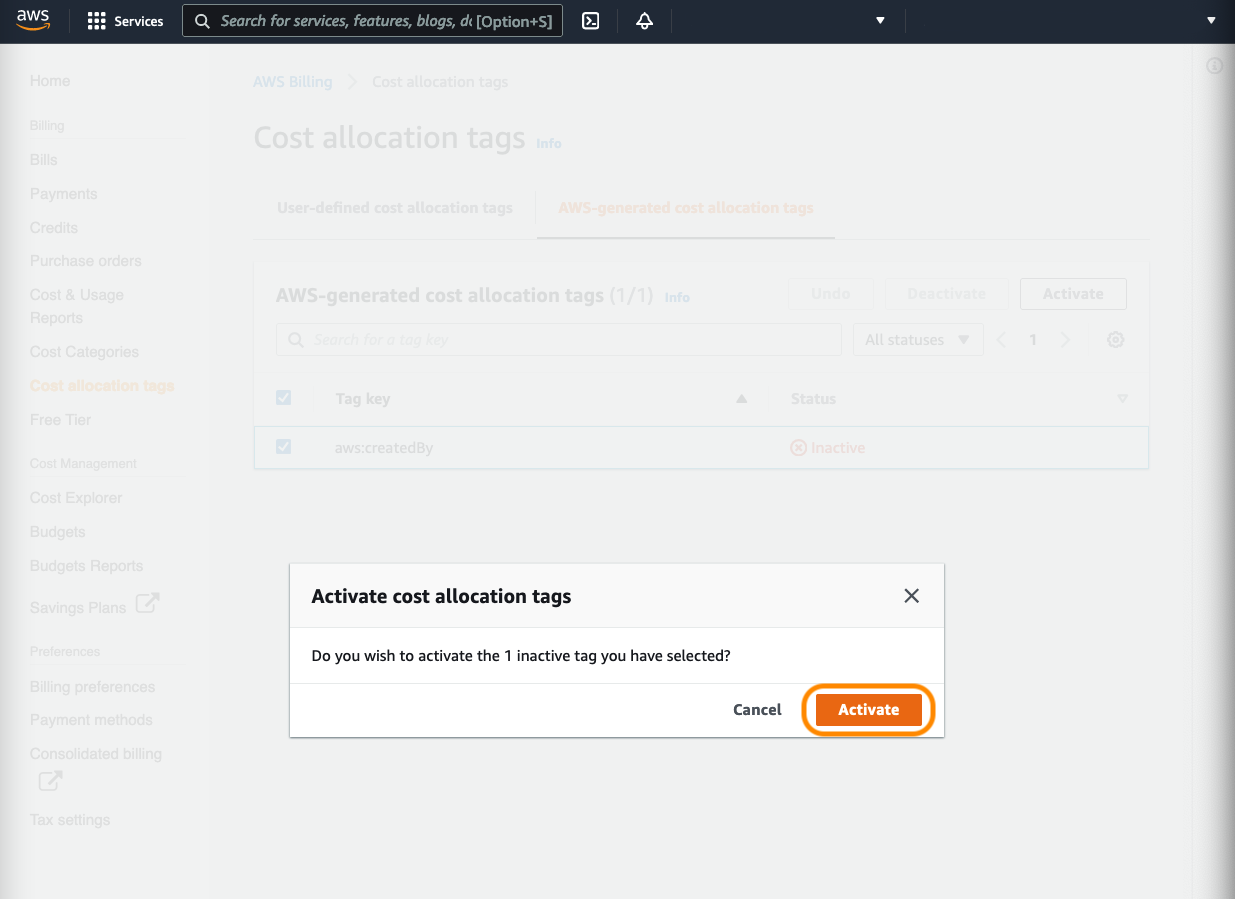 aws
Services
Search for services, features, blogs, do [Option+S]
Home
Billing
Bills
Payments
Credits
Purchase orders
Cost & Usage
Reports
Cost Categories
Cost allocation tags
Free Tier
Cost Management
Cost Explorer
Budgets
Budgets Reports
Savings Plans
Preferences
Billing preferences
Payment methods
Consolidated billing
Tax settings
AWS Billing
Cost allocation tags
Cost allocation tags Info
User-defined cost allocation tags
AWS-generated cost allocation tags
AWS-generated cost allocation tags (1/1) Info
Undo
Deactivate
Activate
Search for a tag key
All statuses
1
Tag key
Status
aws:createdBy
Inactive
Activate cost allocation tags
Do you wish to activate the 1 inactive tag you have selected?
Cancel
Activate